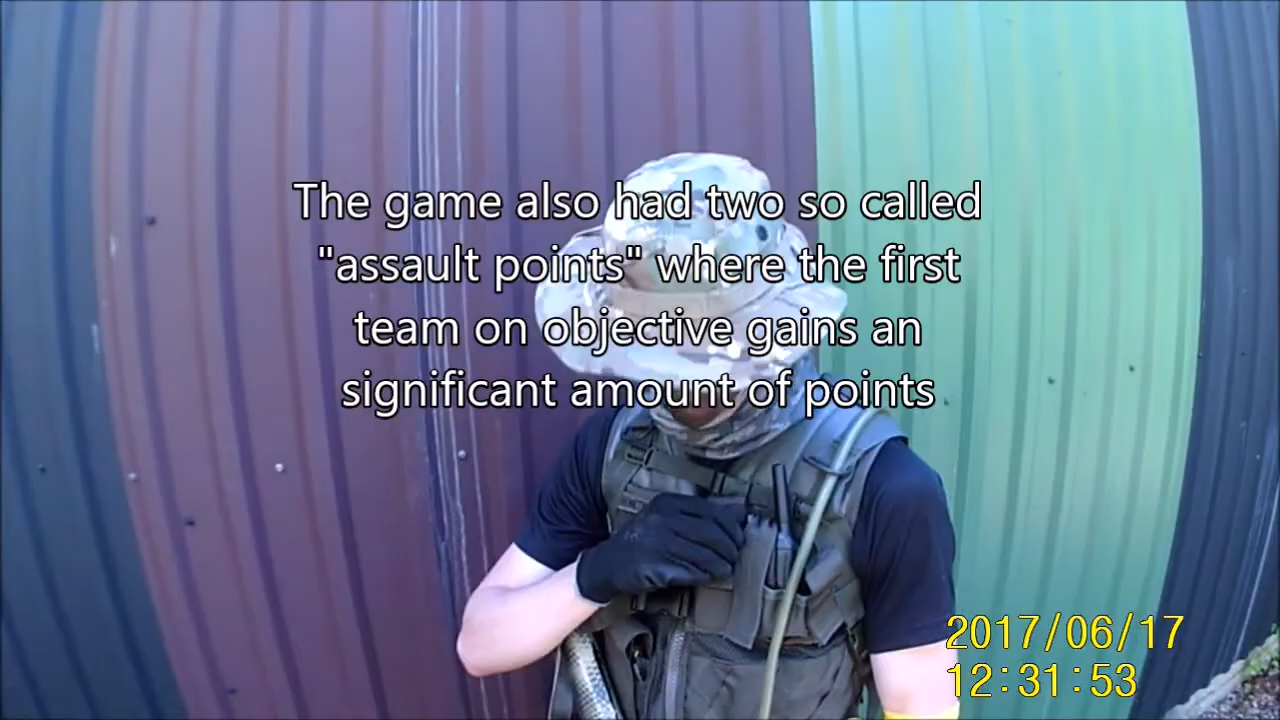 The game also had two so called
"assault points" where the first
team on objective gains an
significant amount of points
2017/06/17
12:31:53